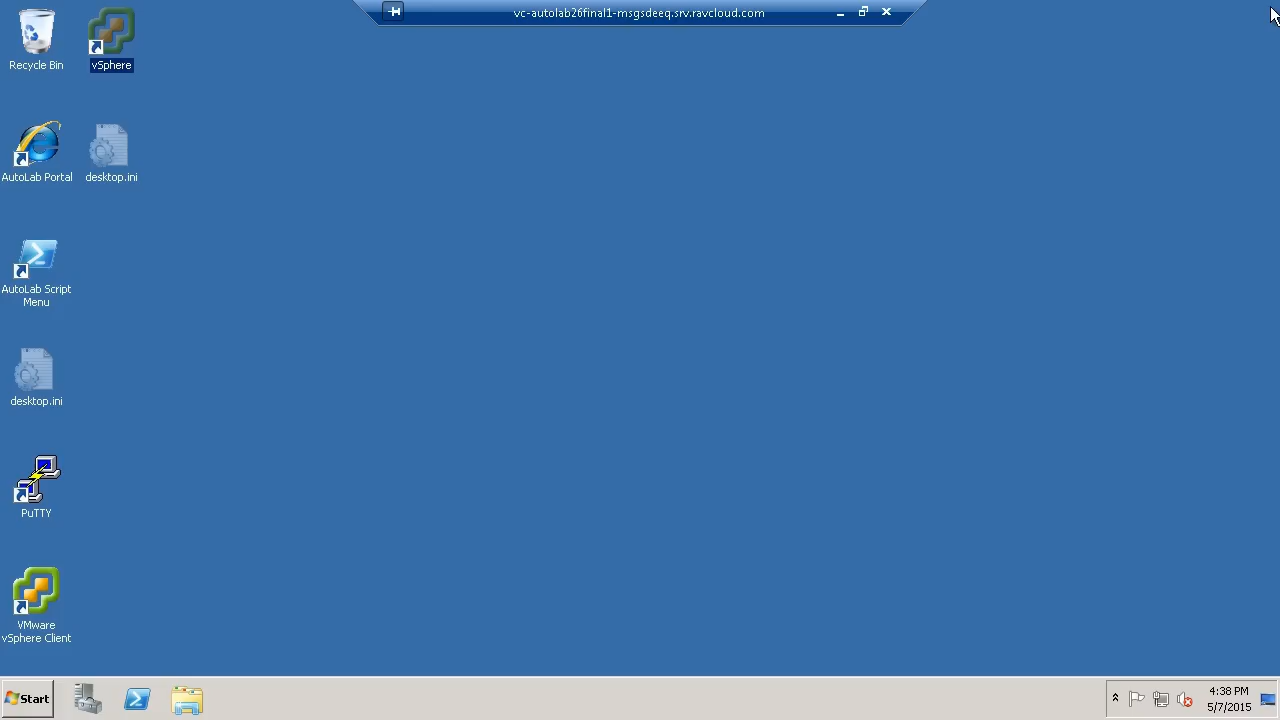 vc-autolab26final1-msgsdeeq.srv.ravcloud.com
Recycle Bin
vSphere
AutoLab Portal
desktop.ini
AutoLab Script
Menu
desktop.ini
PuTTY
VMware
vSphere Client
Start
4:38 PM
5/7/2015